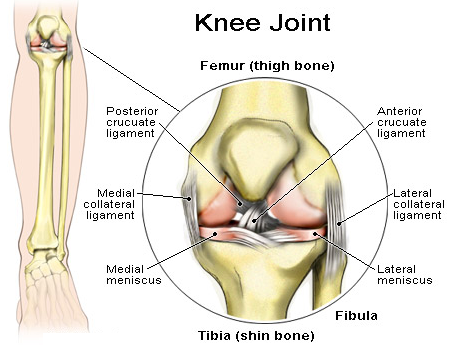 Knee Joint
Femur (thigh bone)
Posterior
crucuate
ligament
Anterior
crucuate
ligament
Medial
collateral
ligament
Lateral
collateral
ligament
Medial
meniscus
Lateral
meniscus
Fibula
Tibia (shin bone)